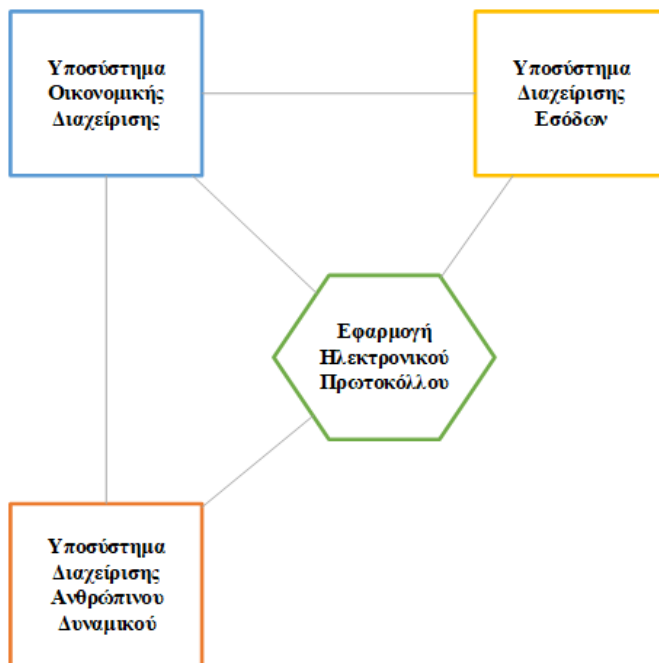 Υποσύστημα
Οικονομικής
Διαχείρισης
Υποσύστημα
Διαχείρισης
Εσόδων
Εφαρμογή
Ηλεκτρονικού
Πρωτοκόλλου
Υποσύστημα
Διαχείρισης
Ανθρώπινου
Δυναμικού